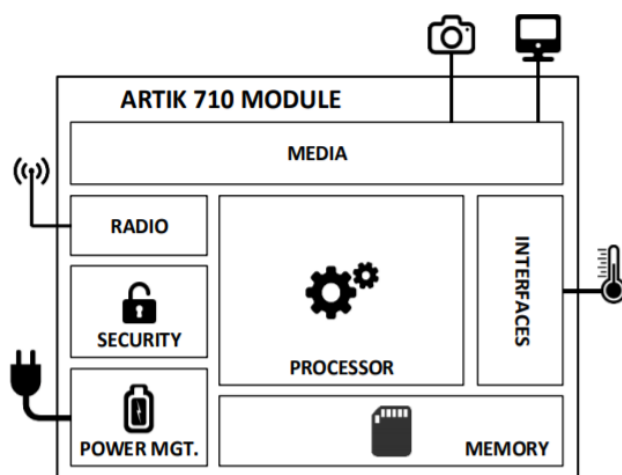 ARTIK 710 MODULE
MEDIA
RADIO
INTERFACES
SECURITY
PROCESSOR
POWER MGT.
MEMORY